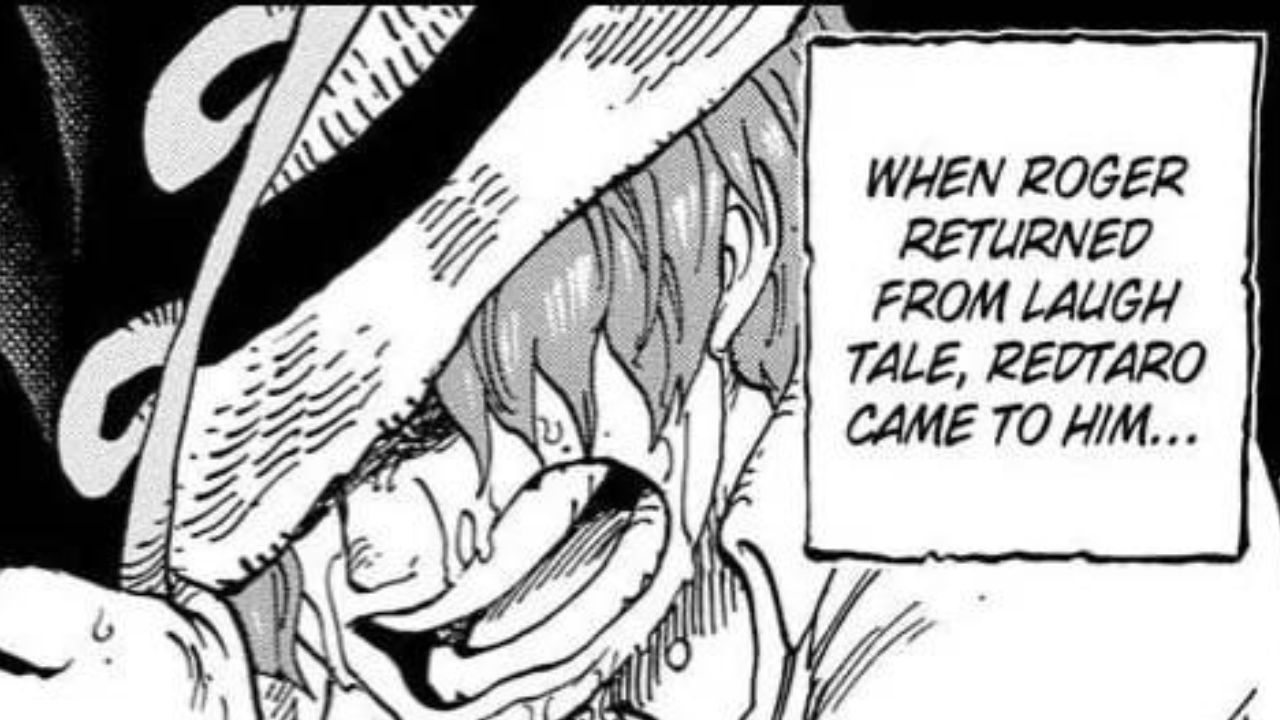 WHEN ROGER
RETURNED
FROM LAUGH
TALE, REDTARO
CAME TO HIM...